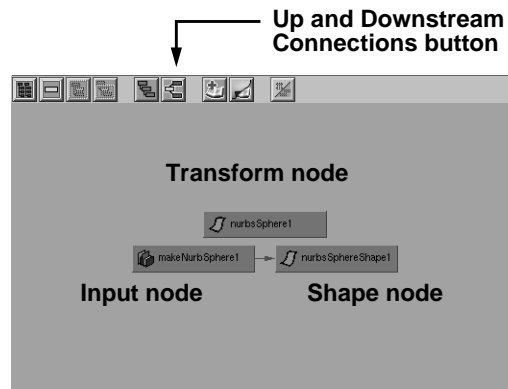 Up and Downstream
Connections button
Transform node
nurbsSphere1
makeNurbSphere1
nurbsSphereShape1
Input node
Shape node